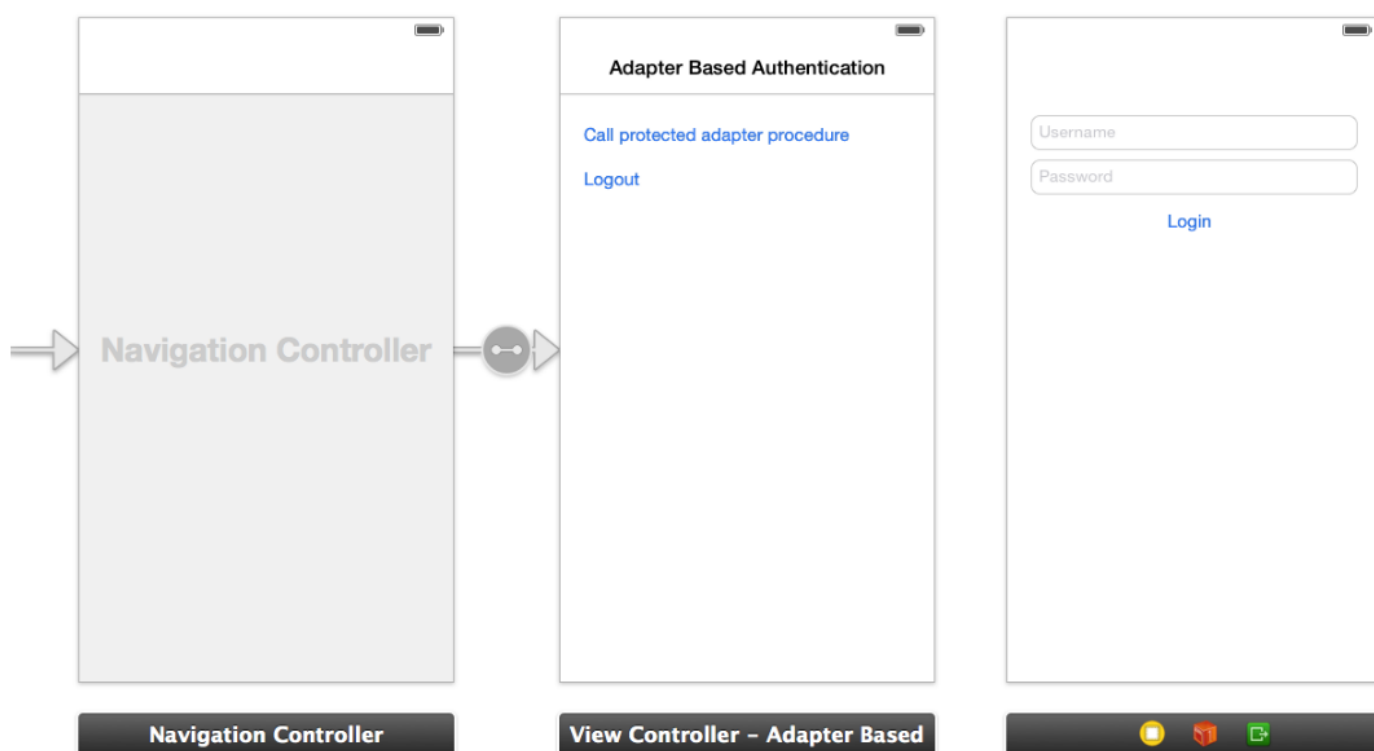 Navigation Controller
Navigation Controller
Adapter Based Authentication
Call protected adapter procedure
Logout
View Controller – Adapter Based
Username
Password
Login